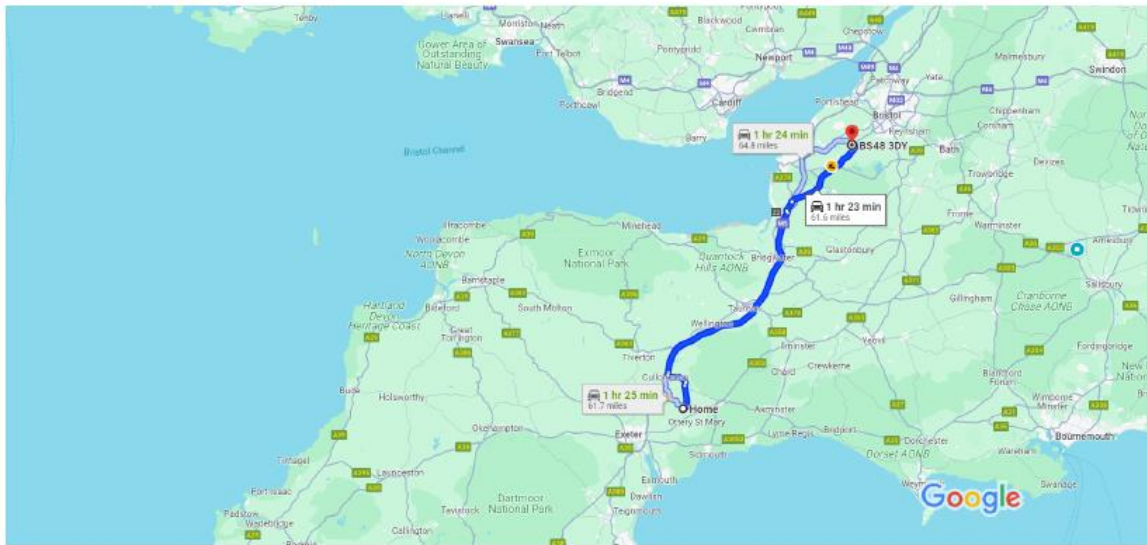 Tenby
Llanelli
Swansea
Neath
Port Talbot
Gower Area of
Outstanding
Natural Beauty
Pontypridd
Blackwood
Cwmbran
Chepstow
Newport
Bridgend
Porthcawl
Cardiff
Barry
M4
Portishead
Patchway
Yate
Malmesbury
Swindon
Bristol
Keynsham
Chippenham
Corsham
Bath
Devizes
Trowbridge
Bristol Channel
1 hr 24 min
64.8 miles
BS48 3DY
1 hr 23 min
61.6 miles
Frome
Warminster
Amesbury
Ilfracombe
Woolacombe
North Devon
AONB
Minehead
Exmoor
National Park
Quantock
Hills AONB
Bridgwater
Glastonbury
Barnstaple
Bideford
South Molton
Hartland
Devon
Heritage Coast
Great
Torrington
Taunton
Wellington
Tiverton
Gillingham
Cranborne
Chase AONB
Salisbury
Fordingbridge
Ilminster
Yeovil
Chard
Crewkerne
1 hr 25 min
61.7 miles
Home
Ottery St Mary
Bude
Holsworthy
Okehampton
Exeter
Axminster
Lyme Regis
Bridport
Sidmouth
Dorset AONB
Dorchester
Blandford
Forum
Wimborne
Minster
Bournemouth
Wareham
Swanage
Tintagel
Launceston
Port Isaac
Padstow
Wadebridge
Callington
Tavistock
Dartmoor
National Park
Exmouth
Dawlish
Teignmouth
Google